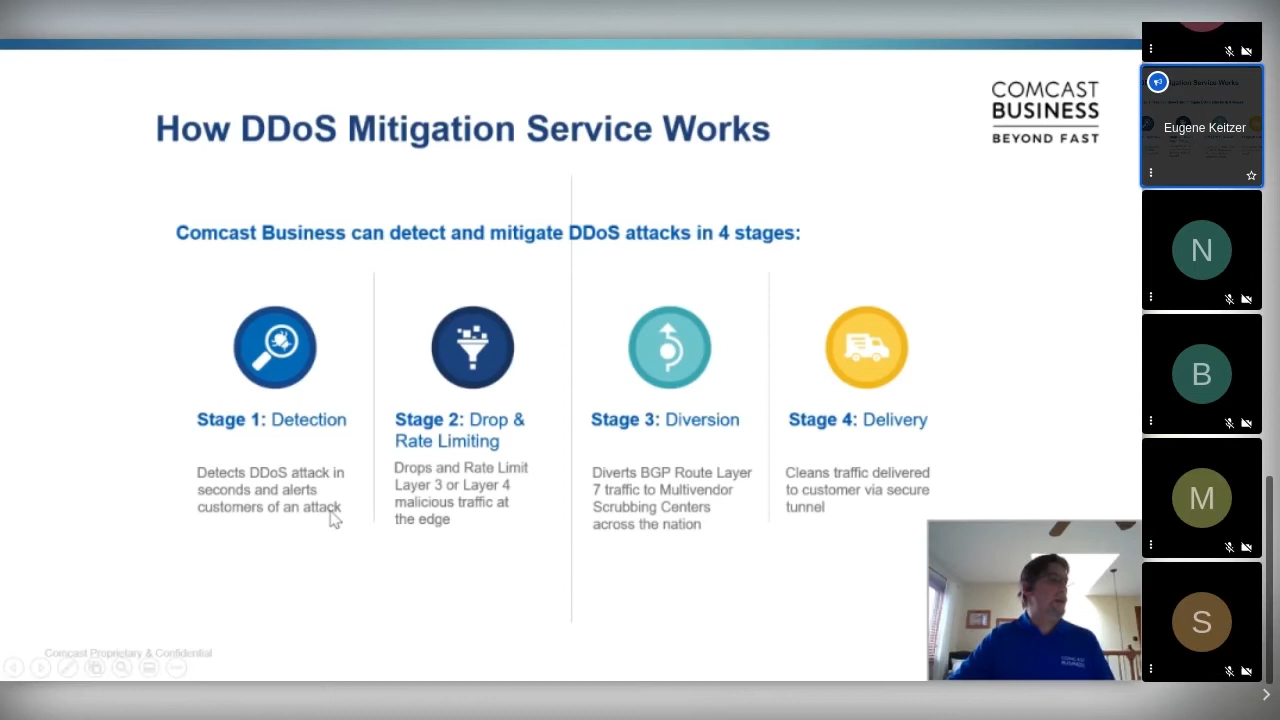 How DDoS Mitigation Service Works
COMCAST
BUSINESS
BEYOND FAST
Comcast Business can detect and mitigate DDoS attacks in 4 stages:
Stage 1: Detection
Detects DDoS attack in
seconds and alerts
customers of an attack
Stage 2: Drop &
Rate Limiting
Drops and Rate Limit
Layer 3 or Layer 4
malicious traffic at
the edge
Stage 3: Diversion
Diverts BGP Route Layer
7 traffic to Multivendor
Scrubbing Centers
across the nation
Stage 4: Delivery
Cleans traffic delivered
to customer via secure
tunnel
Comcast Proprietary & Confidential
COMCAST
BUSINESS
Eugene Keitzer
N
B
M
S